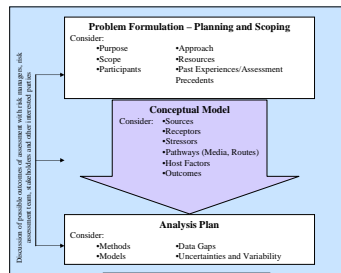 Problem Formulation – Planning and Scoping
Consider:
•Purpose
•Scope
•Participants
•Approach
•Resources
•Past Experiences/Assessment
Precedents
Conceptual Model
Consider:
•Sources
•Receptors
•Stressors
•Pathways (Media, Routes)
•Host Factors
•Outcomes
Analysis Plan
Consider:
•Methods
•Models
•Data Gaps
•Uncertainties and Variability
Discussion of possible outcomes of assessment with risk managers, risk
assessment team, stakeholders and other interested parties